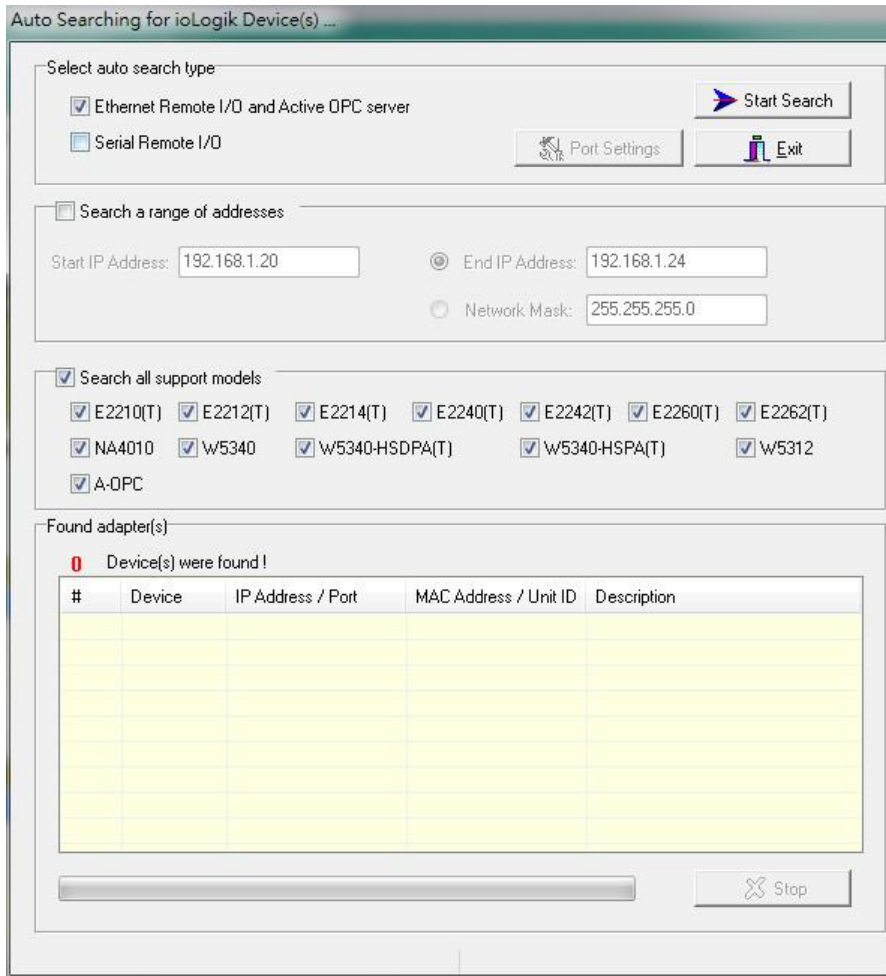 Auto Searching for ioLogik Device(s) ...
Select auto search type
Ethernet Remote I/O and Active OPC server
Start Search
Serial Remote I/O
Port Settings
Exit
Search a range of addresses
Start IP Address: 192.168.1.20
End IP Address: 192.168.1.24
Network Mask: 255.255.255.0
Search all support models
E2210(T) E2212(T) E2214(T) E2240(T) E2242(T) E2260(T) E2262(T)
NA4010 W5340 W5340-HSDPA(T) W5340-HSPA(T) W5312
A-OPC
Found adapter(s)
0 Device(s) were found !
# Device IP Address / Port MAC Address / Unit ID Description
Stop